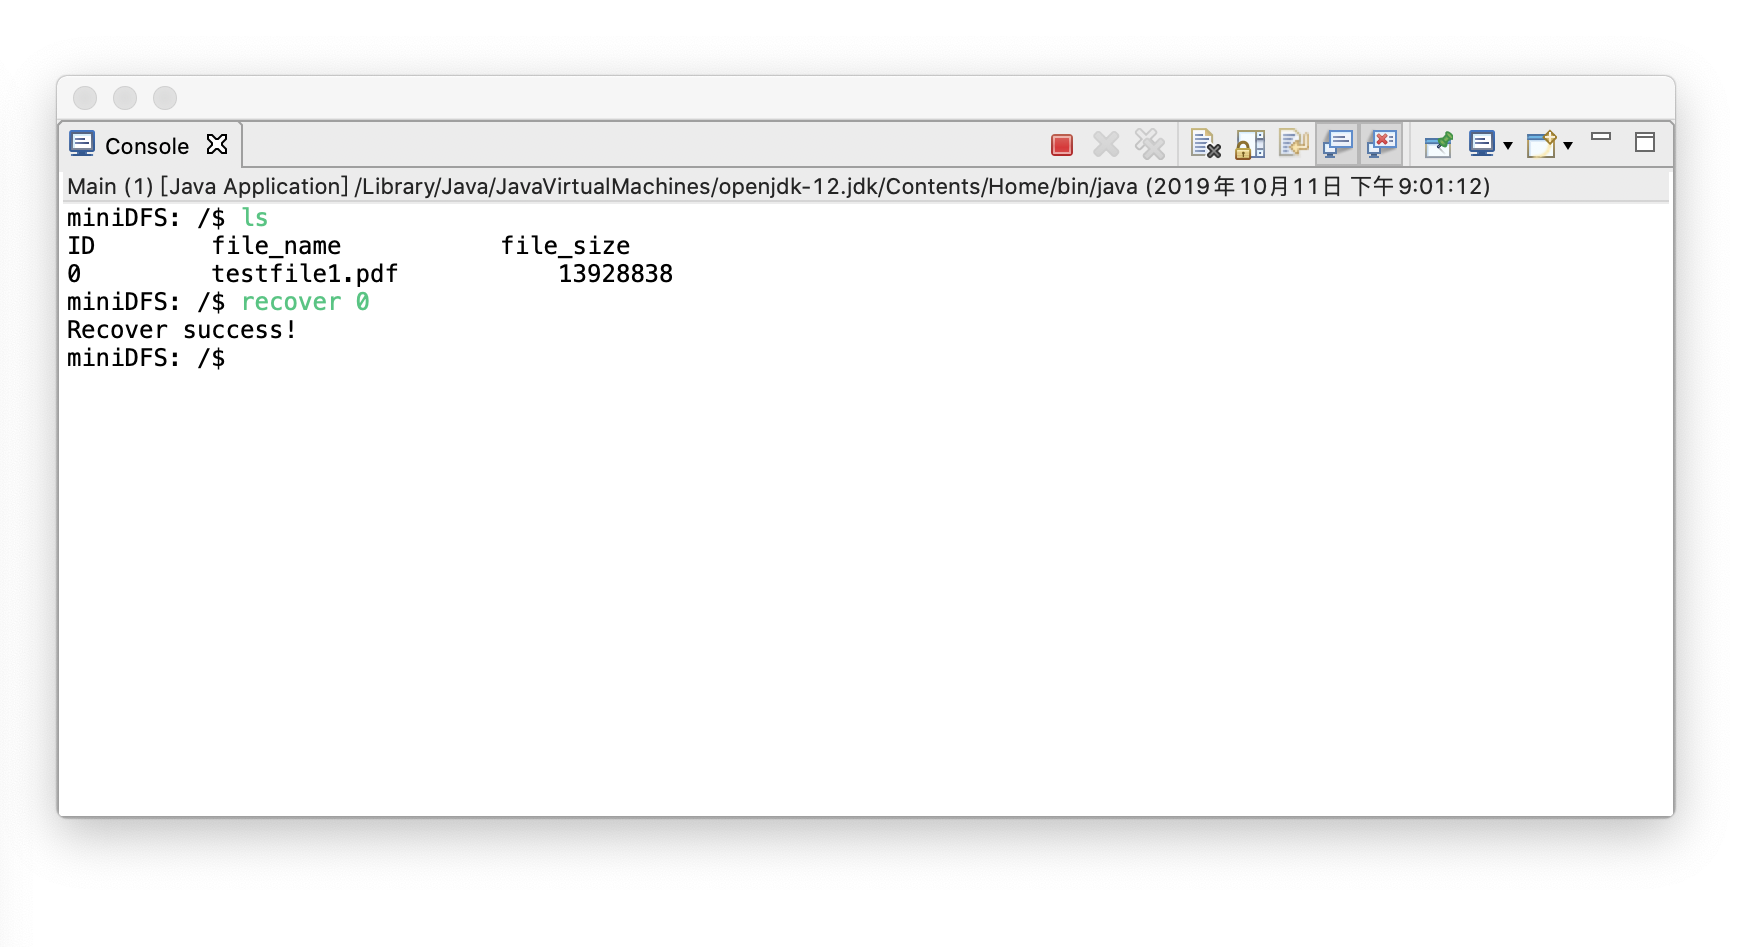 Console
Main (1) [Java Application] /Library/Java/JavaVirtualMachines/openjdk-12.jdk/Contents/Home/bin/java (2019年10月11日 下午9:01:12)
miniDFS: /$ ls
ID file_name file_size
0 testfile1.pdf 13928838
miniDFS: /$ recover 0
Recover success!
miniDFS: /$